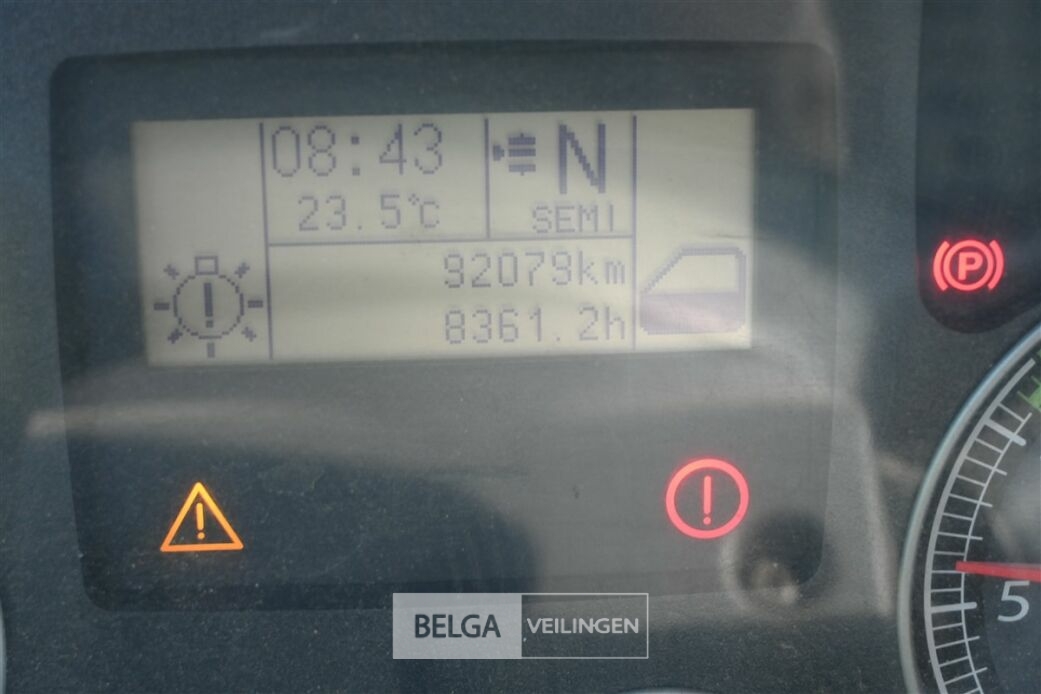 08:43
N
23.5°C
SEMI
92079km
8361.2h
P
5
BELGA VEILINGEN